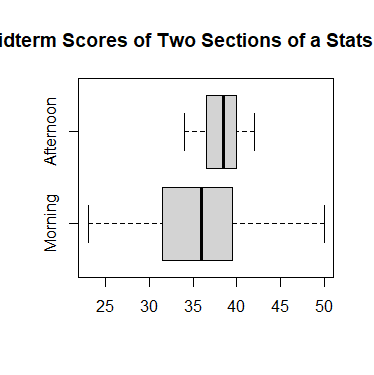 idterm Scores of Two Sections of a Stats
Afternoon
Morning
25 30 35 40 45 50